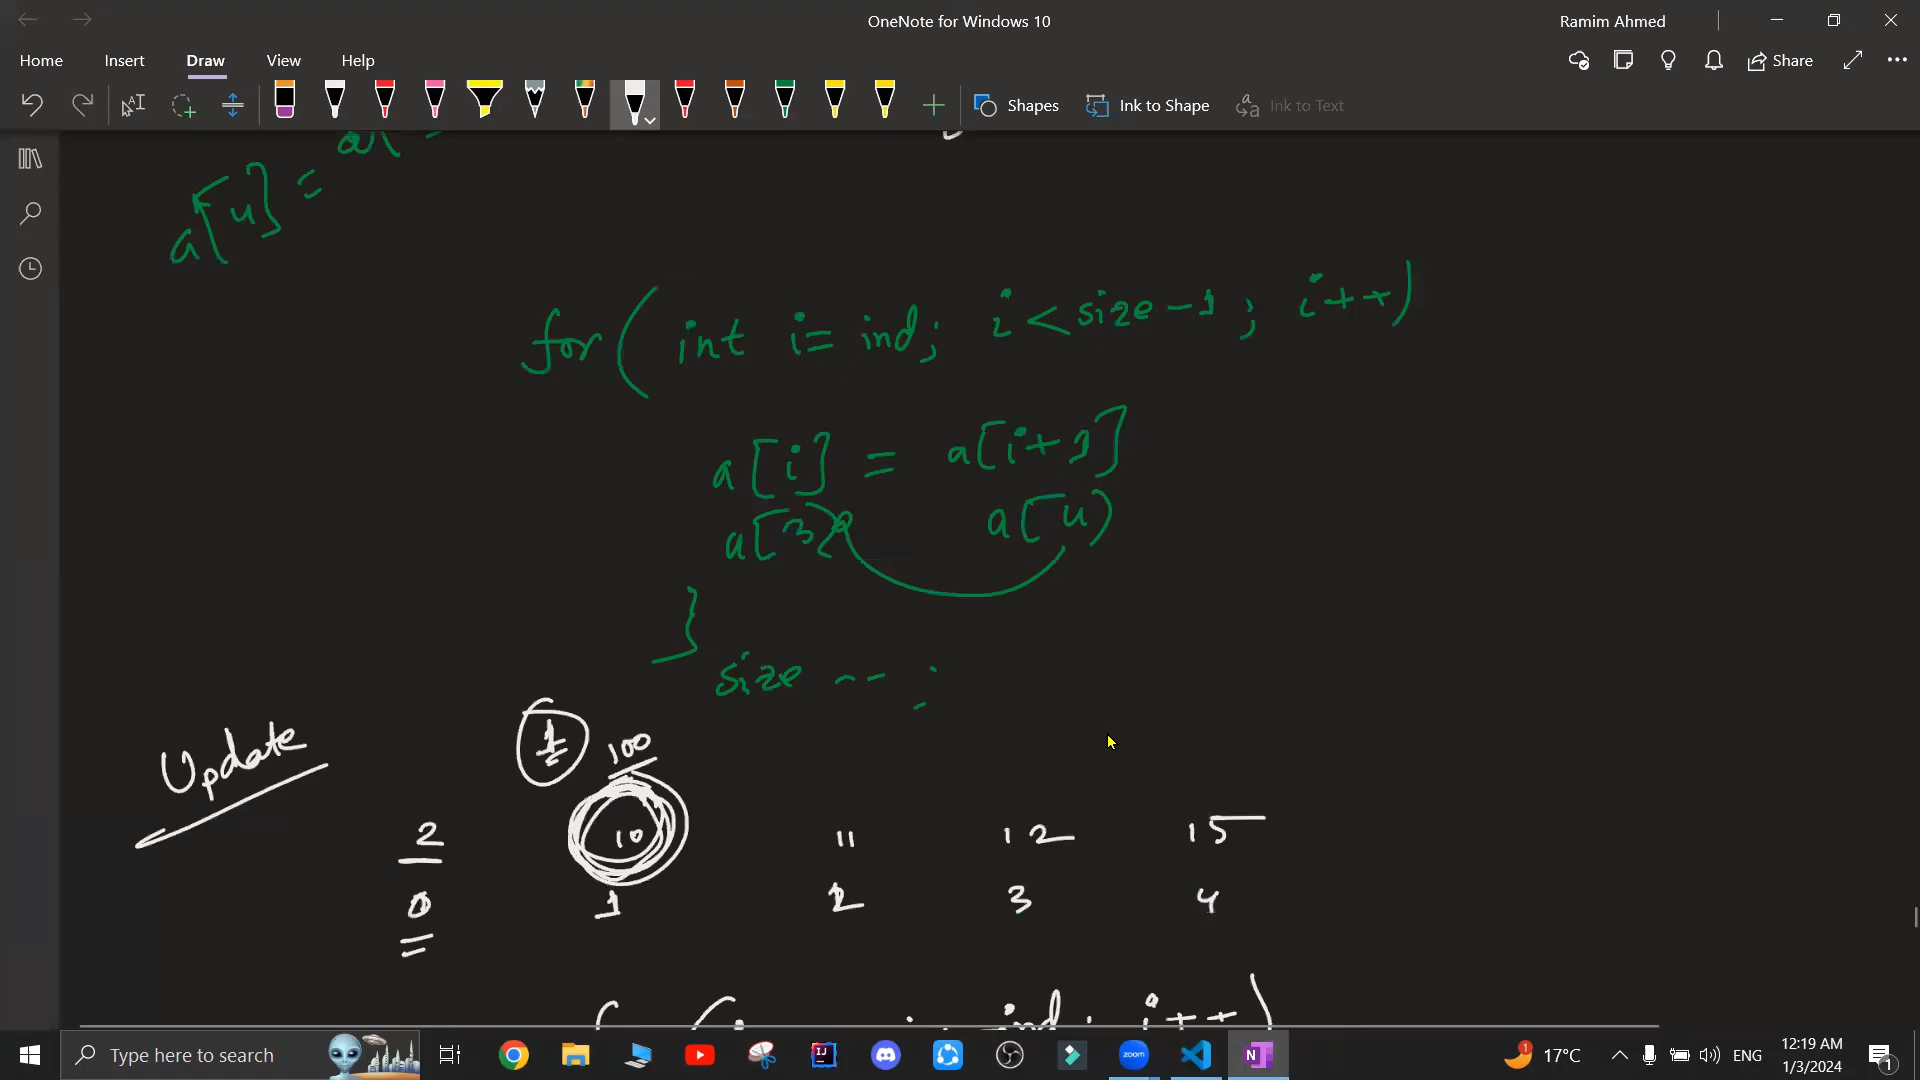 OneNote for Windows 10
Ramim Ahmed
Home Insert Draw View Help
Share
Shapes Ink to Shape Ink to Text
a[4] =
for( int i= ind; i<size-1; i++)
a[i] = a[i+1]
a[3] a[4]
}
size --;
Update
1 100
2 10 11 12 15
0 1 2 3 4
ind; i++)
Type here to search
17°C
ENG
12:19 AM
1/3/2024